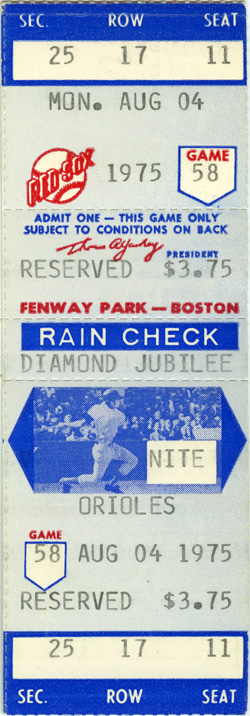 SEC. ROW SEAT
25 17 11
MON. AUG 04
RED SOX 1975 GAME 58
ADMIT ONE — THIS GAME ONLY
SUBJECT TO CONDITIONS ON BACK
PRESIDENT
RESERVED $3.75
FENWAY PARK — BOSTON
RAIN CHECK
DIAMOND JUBILEE
NITE
ORIOLES
GAME
58 AUG 04 1975
RESERVED $3.75
25 17 11
SEC. ROW SEAT